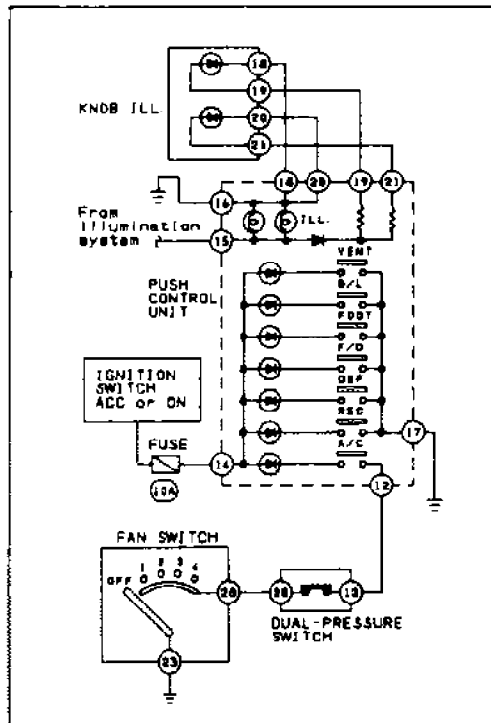 KNOB ILL.
18
19
20
21
18
20
19
21
16
ILL.
From
illumination
system
15
VENT
B/L
FOOT
F/D
DEF
REC
A/C
PUSH
CONTROL
UNIT
IGNITION
SWITCH
ACC or ON
FUSE
10A
14
17
12
FAN SWITCH
OFF
1
2
3
4
26
13
DUAL-PRESSURE
SWITCH
23